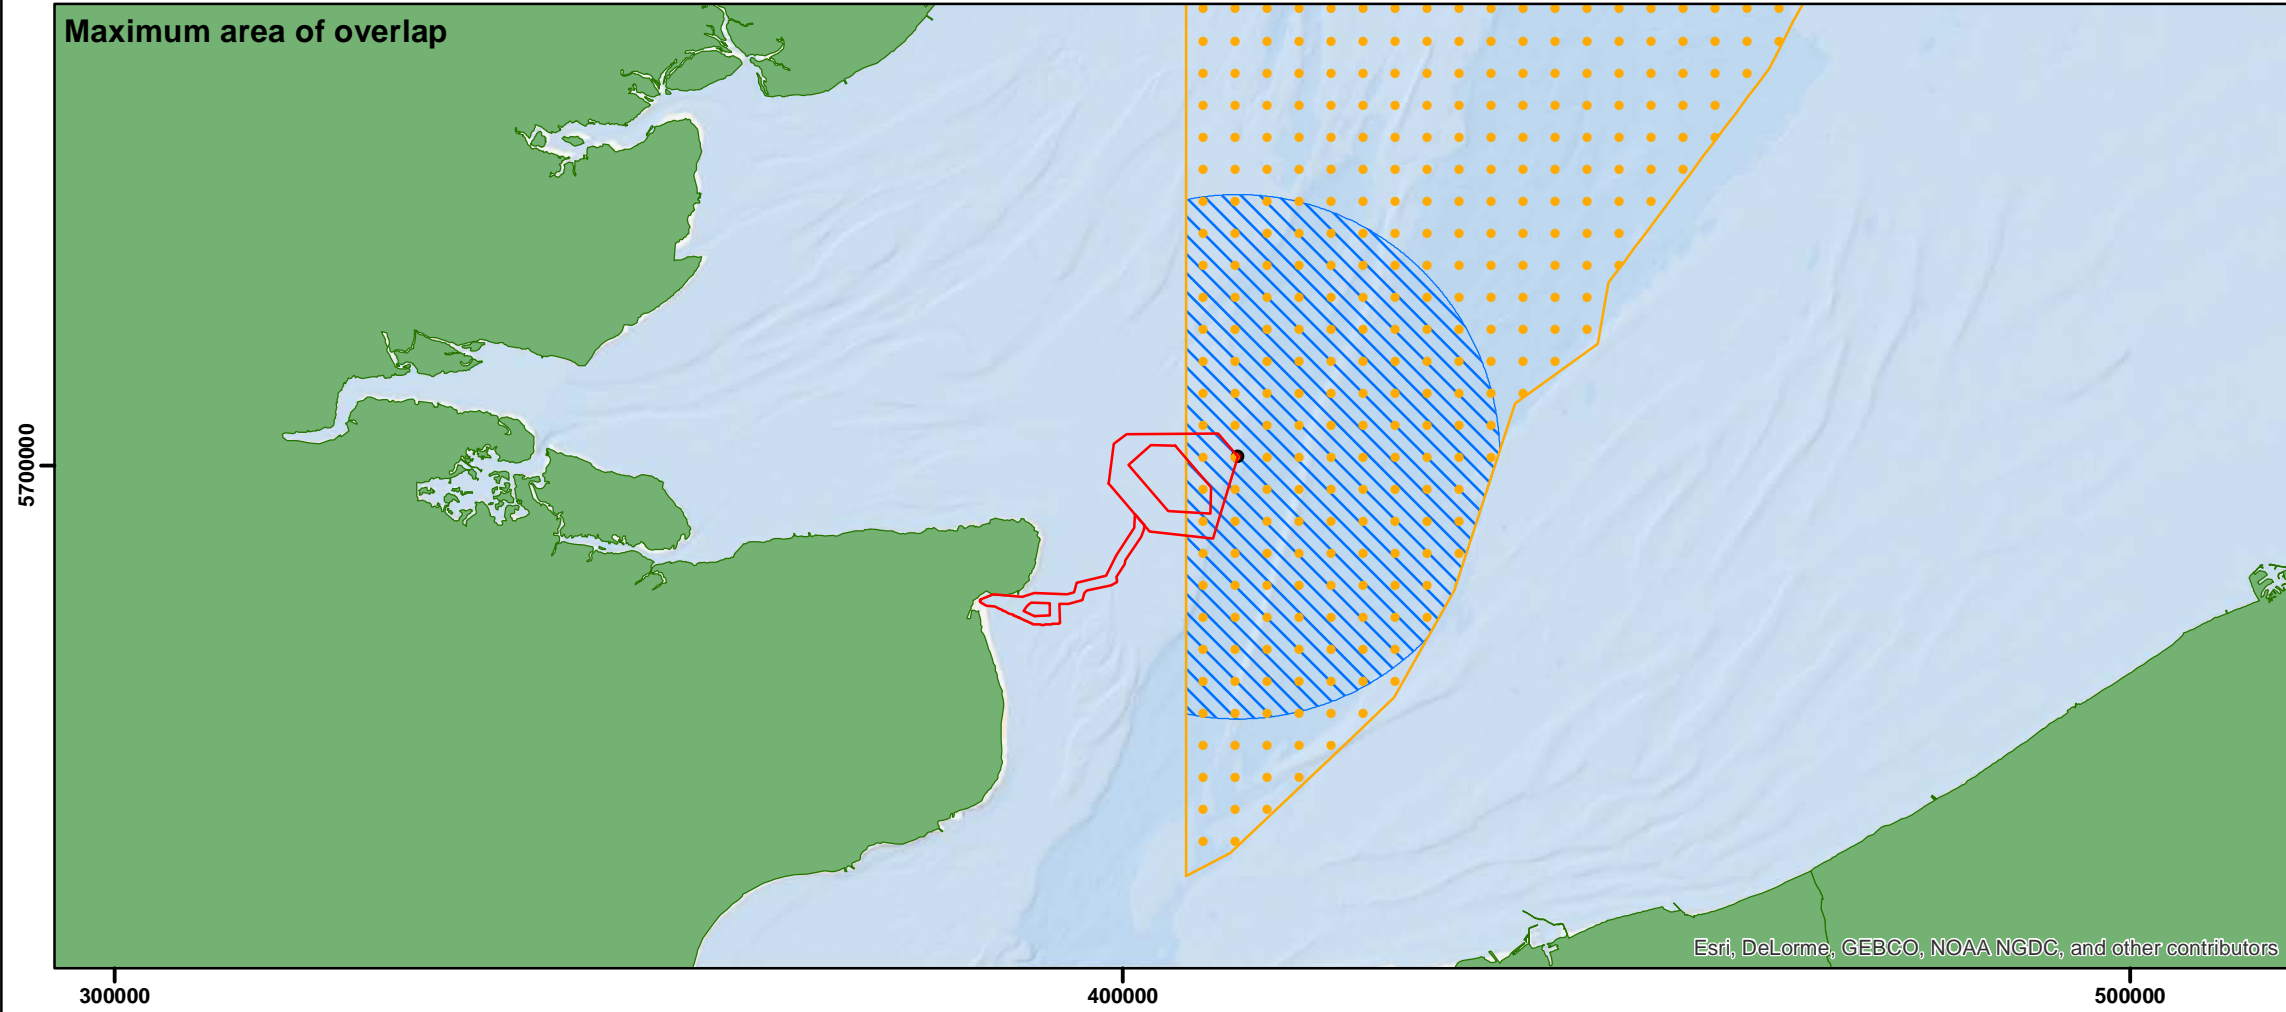 Maximum area of overlap
5700000
Esri, DeLorme, GEBCO, NOAA NGDC, and other contributors
300000
400000
500000